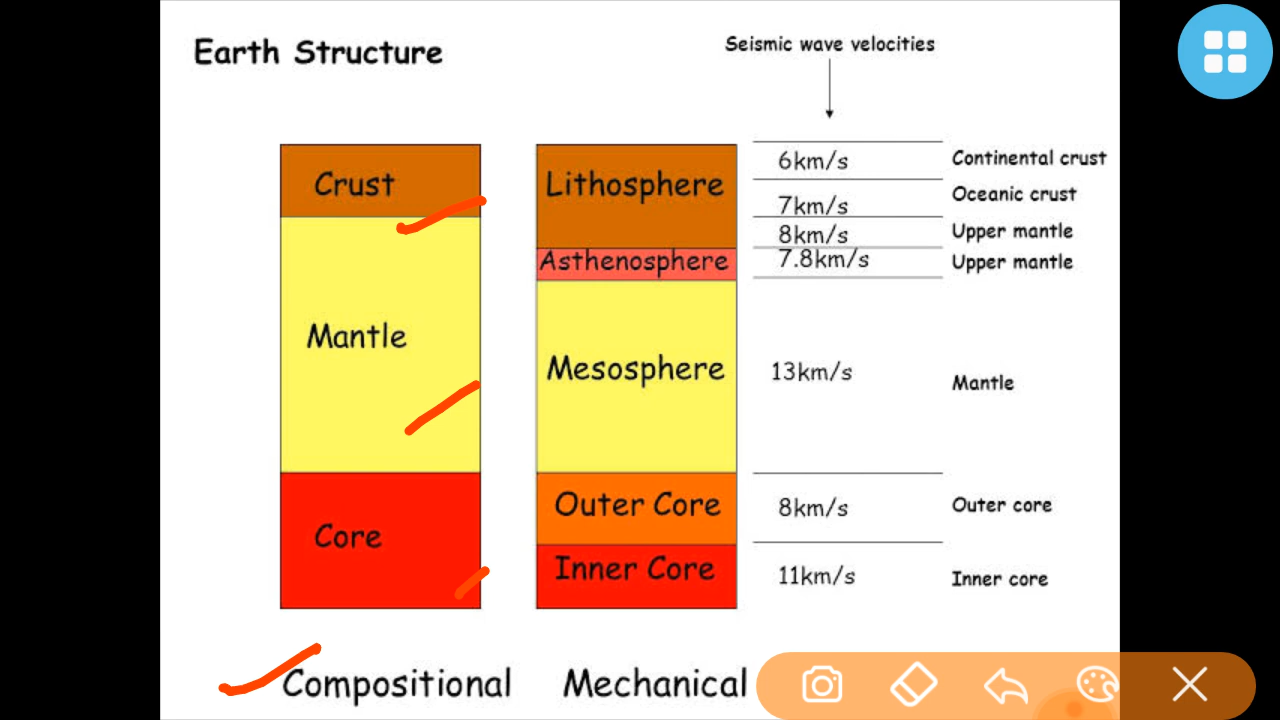 Earth Structure
Seismic wave velocities
Crust
Mantle
Core
Compositional
Lithosphere
Asthenosphere
Mesosphere
Outer Core
Inner Core
Mechanical
6km/s Continental crust
7km/s Oceanic crust
8km/s Upper mantle
7.8km/s Upper mantle
13km/s Mantle
8km/s Outer core
11km/s Inner core